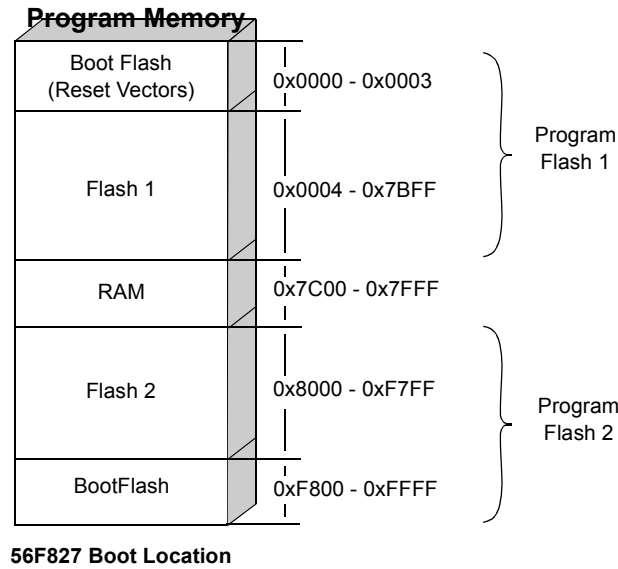 Program Memory
Boot Flash
(Reset Vectors)
0x0000 - 0x0003
Program
Flash 1
Flash 1
0x0004 - 0x7BFF
RAM
0x7C00 - 0x7FFF
Flash 2
0x8000 - 0xF7FF
Program
Flash 2
BootFlash
0xF800 - 0xFFFF
56F827 Boot Location